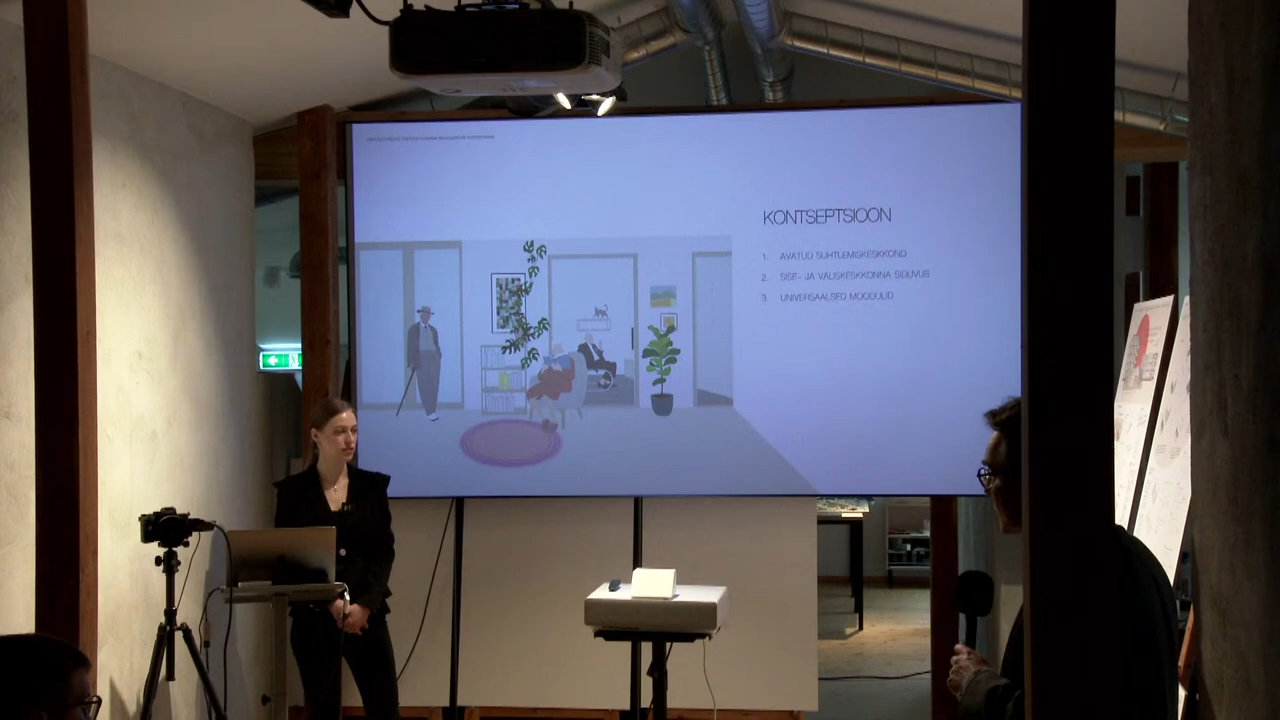 KONTSEPTSIOON
1. AVATUD SUHTLEMISKESKKOND
2. SISE- JA VÄLISKESKKONNA SIDUVUS
3. UNIVERSAALSED MOODULID